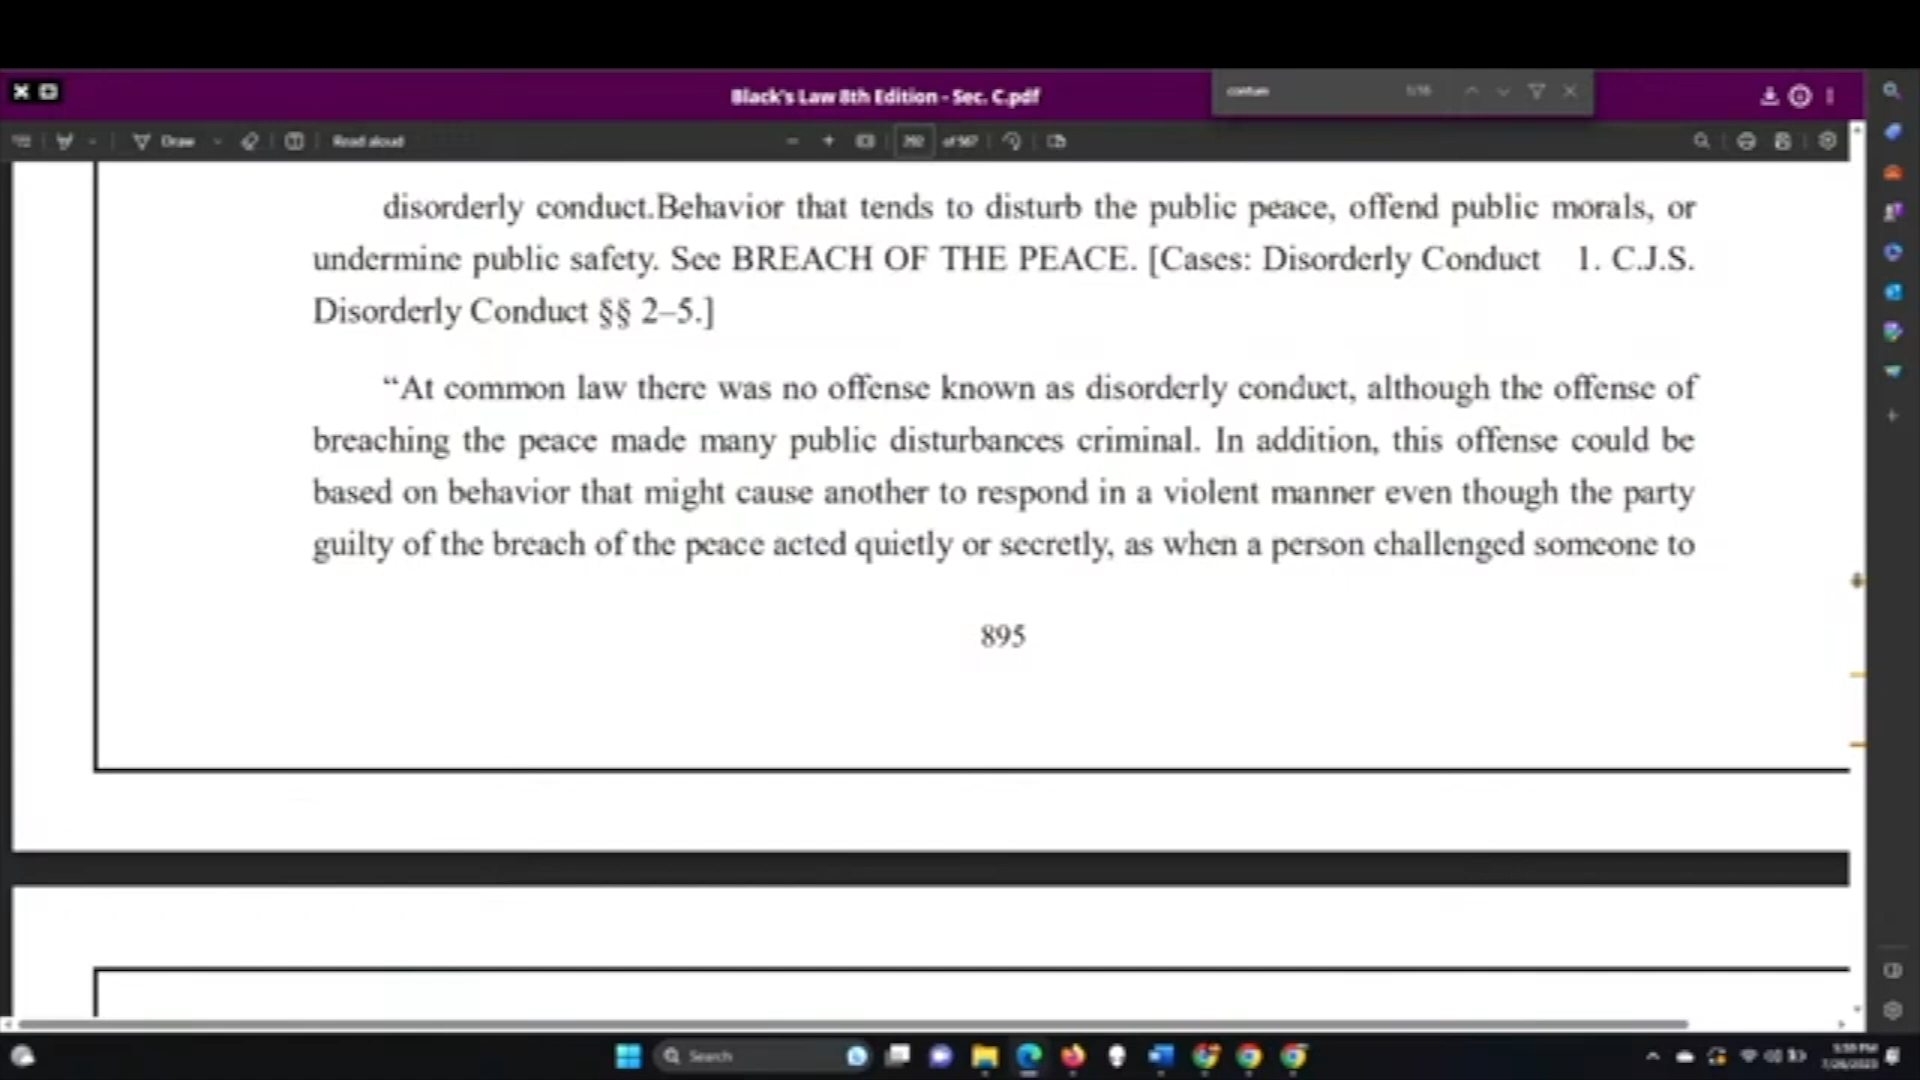 Black's Law 8th Edition - Sec. C.pdf
contum
Draw
Read aloud
of 567
disorderly conduct.Behavior that tends to disturb the public peace, offend public morals, or
undermine public safety. See BREACH OF THE PEACE. [Cases: Disorderly Conduct 1. C.J.S.
Disorderly Conduct §§ 2–5.]
“At common law there was no offense known as disorderly conduct, although the offense of
breaching the peace made many public disturbances criminal. In addition, this offense could be
based on behavior that might cause another to respond in a violent manner even though the party
guilty of the breach of the peace acted quietly or secretly, as when a person challenged someone to
895
Search